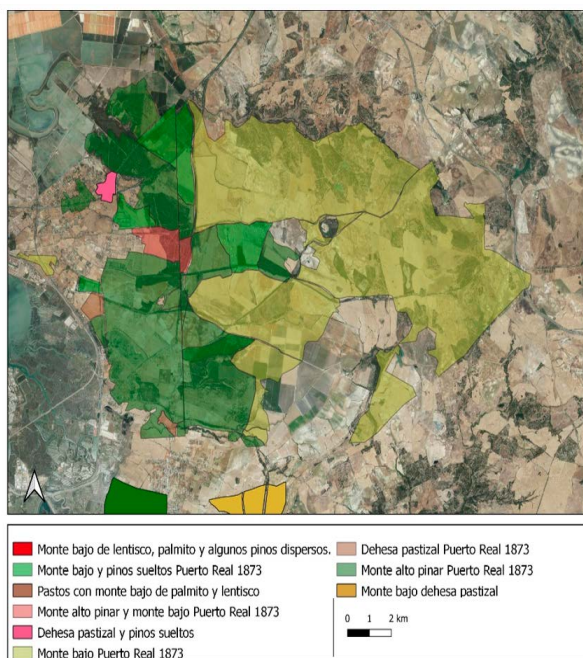 Monte bajo de lentisco, palmito y algunos pinos dispersos.
Monte bajo y pinos sueltos Puerto Real 1873
Pastos con monte bajo de palmito y lentisco
Monte alto pinar y monte bajo Puerto Real 1873
Dehesa pastizal y pinos sueltos
Monte bajo Puerto Real 1873
Dehesa pastizal Puerto Real 1873
Monte alto pinar Puerto Real 1873
Monte bajo dehesa pastizal
0 1 2 km